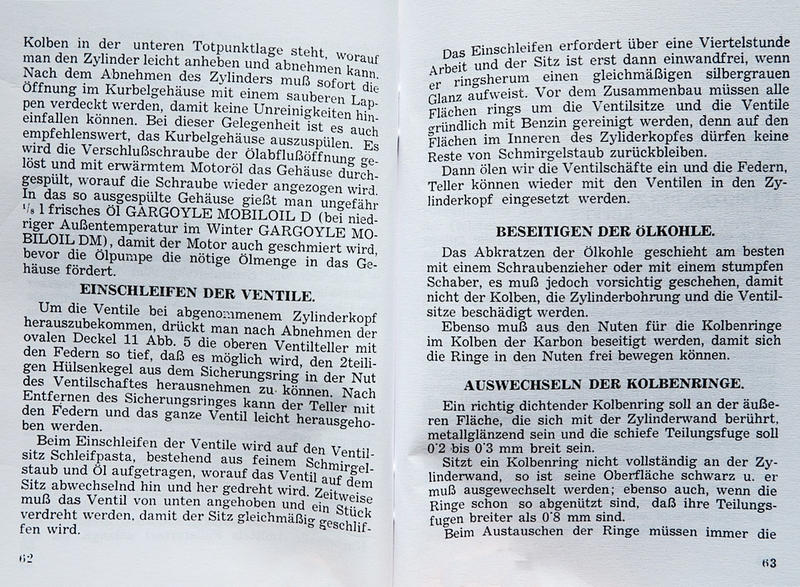 Kolben in der unteren Totpunktlage steht, worauf
man den Zylinder leicht anheben und abnehmen kann.
Nach dem Abnehmen des Zylinders muß sofort die
Öffnung im Kurbelgehäuse mit einem sauberen Lap-
pen verdeckt werden, damit keine Unreinigkeiten hin-
einfallen können. Bei dieser Gelegenheit ist es auch
empfehlenswert, das Kurbelgehäuse auszuspülen. Es
wird die Verschlußschraube der Ölabflußöffnung ge-
löst und mit erwärmtem Motoröl das Gehäuse durch-
gespült, worauf die Schraube wieder angezogen wird.
In das so ausgespülte Gehäuse gießt man ungefähr
¹/₈ l frisches Öl GARGOYLE MOBILOIL D (bei nied-
riger Außentemperatur im Winter GARGOYLE MO-
BILOIL DM), damit der Motor auch geschmiert wird,
bevor die Ölpumpe die nötige Ölmenge in das Ge-
häuse fördert.
EINSCHLEIFEN DER VENTILE.
Um die Ventile bei abgenommenem Zylinderkopf
herauszubekommen, drückt man nach Abnehmen der
ovalen Deckel 11 Abb. 5 die oberen Ventilteller mit
den Federn so tief, daß es möglich wird, den 2teili-
gen Hülsenkegel aus dem Sicherungsring in der Nut
des Ventilschaftes herausnehmen zu können. Nach
Entfernen des Sicherungsringes kann der Teller mit
den Federn und das ganze Ventil leicht herausgeho-
ben werden.
Beim Einschleifen der Ventile wird auf den Ventil-
sitz Schleifpasta, bestehend aus feinem Schmirgel-
staub und Öl aufgetragen, worauf das Ventil auf dem
Sitz abwechselnd hin und her gedreht wird. Zeitweise
muß das Ventil von unten angehoben und ein Stück
verdreht werden, damit der Sitz gleichmäßig geschlif-
fen wird.
62
Das Einschleifen erfordert über eine Viertelstunde
Arbeit und der Sitz ist erst dann einwandfrei, wenn
er ringsherum einen gleichmäßigen silbergrauen
Glanz aufweist. Vor dem Zusammenbau müssen alle
Flächen rings um die Ventilsitze und die Ventile
gründlich mit Benzin gereinigt werden, denn auf den
Flächen im Inneren des Zyliderkopfes dürfen keine
Reste von Schmirgelstaub zurückbleiben.
Dann ölen wir die Ventilschäfte ein und die Federn,
Teller können wieder mit den Ventilen in den Zy-
linderkopf eingesetzt werden.
BESEITIGEN DER ÖLKOHLE.
Das Abkratzen der Ölkohle geschieht am besten
mit einem Schraubenzieher oder mit einem stumpfen
Schaber, es muß jedoch vorsichtig geschehen, damit
nicht der Kolben, die Zylinderbohrung und die Ventil-
sitze beschädigt werden.
Ebenso muß aus den Nuten für die Kolbenringe
im Kolben der Karbon beseitigt werden, damit sich
die Ringe in den Nuten frei bewegen können.
AUSWECHSELN DER KOLBENRINGE.
Ein richtig dichtender Kolbenring soll an der äuße-
ren Fläche, die sich mit der Zylinderwand berührt,
metallglänzend sein und die schiefe Teilungsfuge soll
0˙2 bis 0˙3 mm breit sein.
Sitzt ein Kolbenring nicht vollständig an der Zy-
linderwand, so ist seine Oberfläche schwarz u. er
muß ausgewechselt werden; ebenso auch, wenn die
Ringe schon so abgenützt sind, daß ihre Teilungs-
fugen breiter als 0˙8 mm sind.
Beim Austauschen der Ringe müssen immer die
63